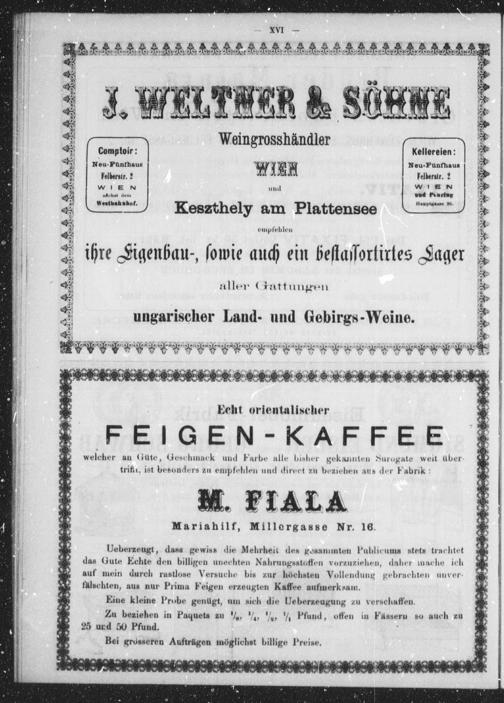 — XVI —
J. WELTNER & SÖHNE
Weingrosshändler
Comptoir:
Neu-Fünfhaus
Felberstr. 2
WIEN
nächst dem
Westbahnhof.
WIEN
und
Keszthely am Plattensee
empfehlen
Kellereien:
Neu-Fünfhaus
Felberstr. 2
WIEN
und Penzing
Hauptgasse
ihre Eigenbau-, sowie auch ein bestassortirtes Lager
aller Gattungen
ungarischer Land- und Gebirgs-Weine.
Echt orientalischer
FEIGEN-KAFFEE
welcher an Güte, Geschmack und Farbe alle bisher gekannten Surogate weit über-
trifft, ist besonders zu empfehlen und direct zu beziehen aus der Fabrik:
M. FIALA
Mariahilf, Millergasse Nr. 16.
Ueberzeugt, dass gewiss die Mehrheit des gesammten Publicums stets trachtet
das Gute Echten den billigen unechten Nahrungsstoffen vorzuziehen, daher mache ich
auf mein durch rastlose Versuche bis zur höchsten Vollendung gebrachten unver-
fälschten, aus nur Prima Feigen erzeugten Kaffee aufmerksam.
Eine kleine Probe genügt, um sich die Ueberzeugung zu verschaffen.
Zu beziehen in Paquets zu 1/8, 1/4, 1/2, 1/1 Pfund, offen in Fässern so auch zu
25 und 50 Pfund.
Bei grösseren Aufträgen möglichst billige Preise.